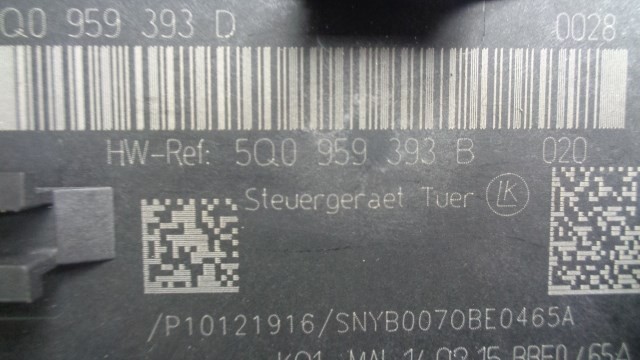 Q0 959 393 D 0028
HW-Ref: 5Q0 959 393 B 020
Steuergeraet Tuer LK
/P10121916/SNYB0070BE0465A